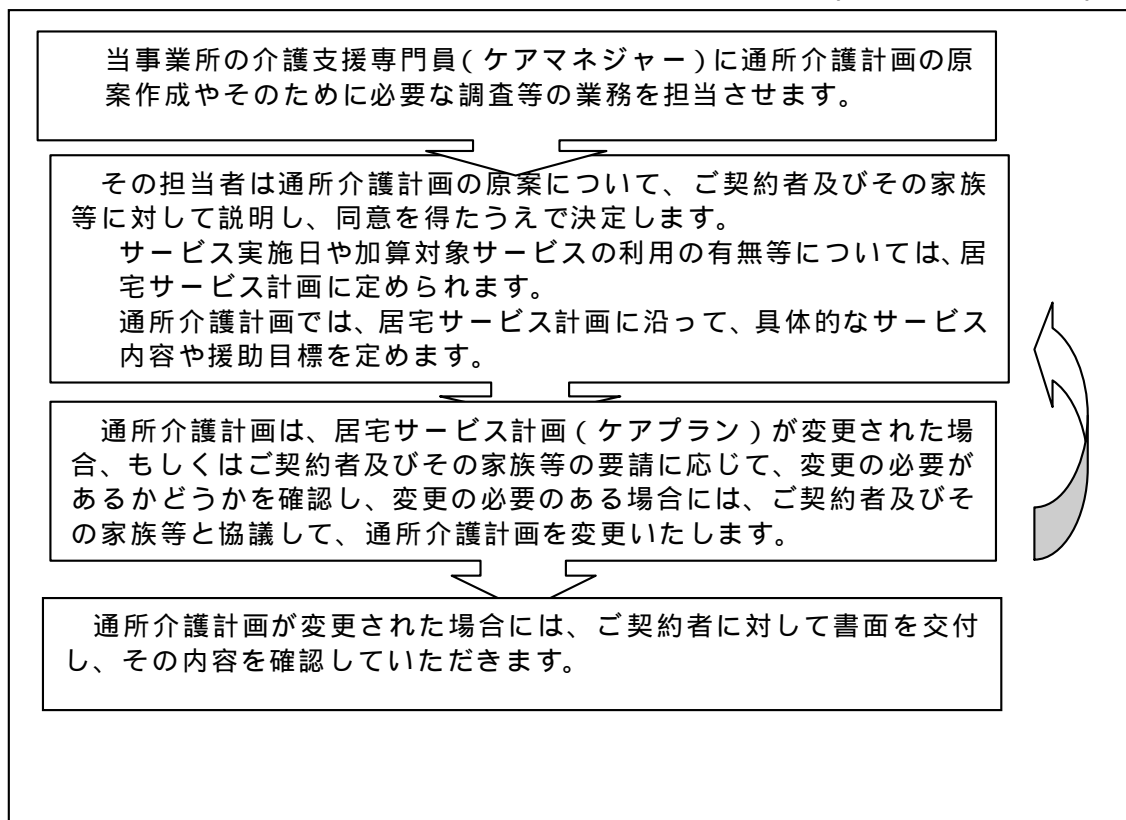 当事業所の介護支援専門員(ケアマネジャー)に通所介護計画の原
案作成やそのために必要な調査等の業務を担当させます。
その担当者は通所介護計画の原案について、ご契約者及びその家族
等に対して説明し、同意を得たうえで決定します。
サービス実施日や加算対象サービスの利用の有無等については、居
宅サービス計画に定められます。
通所介護計画では、居宅サービス計画に沿って、具体的なサービス
内容や援助目標を定めます。
通所介護計画は、居宅サービス計画(ケアプラン)が変更された場
合、もしくはご契約者及びその家族等の要請に応じて、変更の必要が
あるかどうかを確認し、変更の必要のある場合には、ご契約者及びそ
の家族等と協議して、通所介護計画を変更いたします。
通所介護計画が変更された場合には、ご契約者に対して書面を交付
し、その内容を確認していただきます。